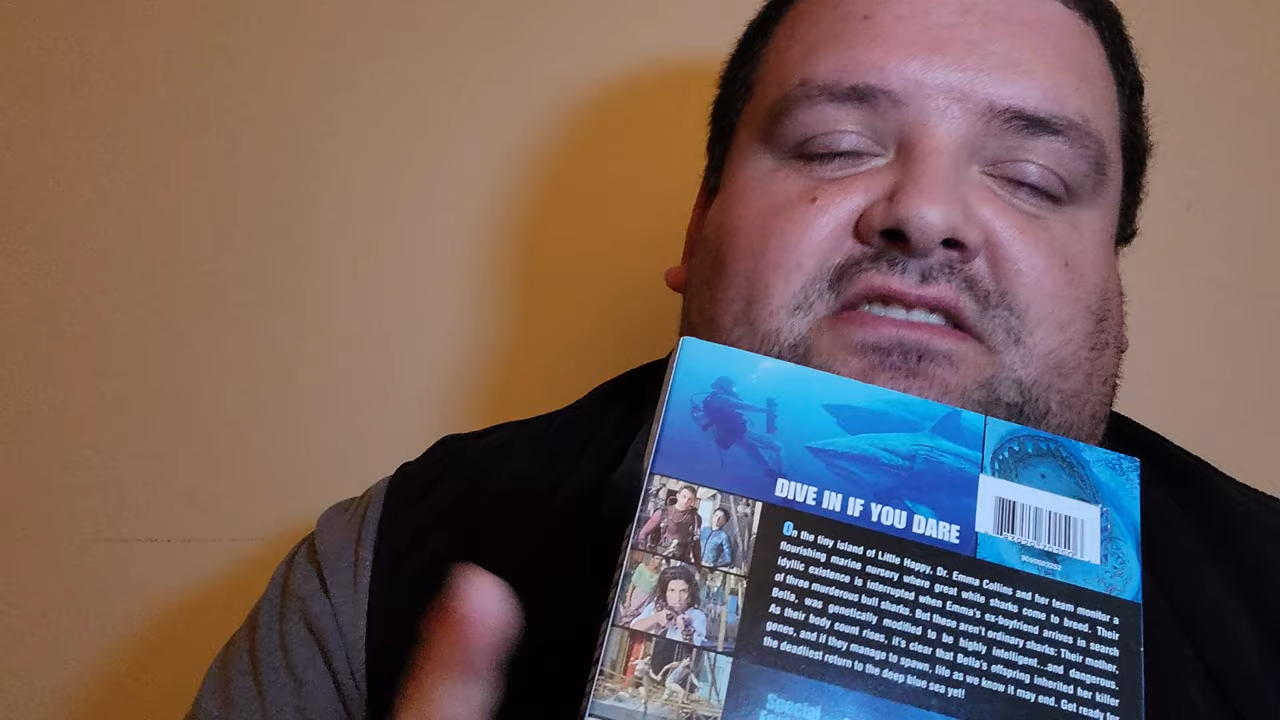 DIVE IN IF YOU DARE
On the tiny island of Little Happy, Dr. Emma Collins and her team monitor a
flourishing marine nursery where great white sharks come to breed. Their
idyllic existence is interrupted when Emma's ex-boyfriend arrives in search
of three murderous bull sharks. But these aren't ordinary sharks: Their mother,
Bella, was genetically modified to be highly intelligent...and dangerous.
As their body count rises, it's clear that Bella's offspring inherited her killer
genes, and if they manage to spawn, life as we know it may end. Get ready for
the deadliest return to the deep blue sea yet!
Special